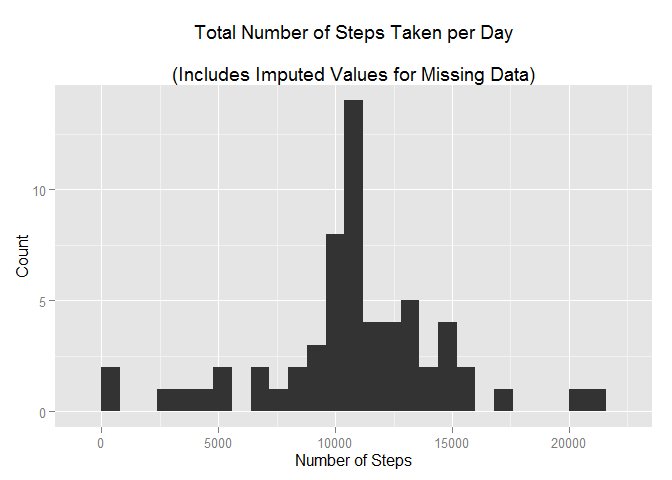 Total Number of Steps Taken per Day
(Includes Imputed Values for Missing Data)
10
5
0
Count
0 5000 10000 15000 20000
Number of Steps